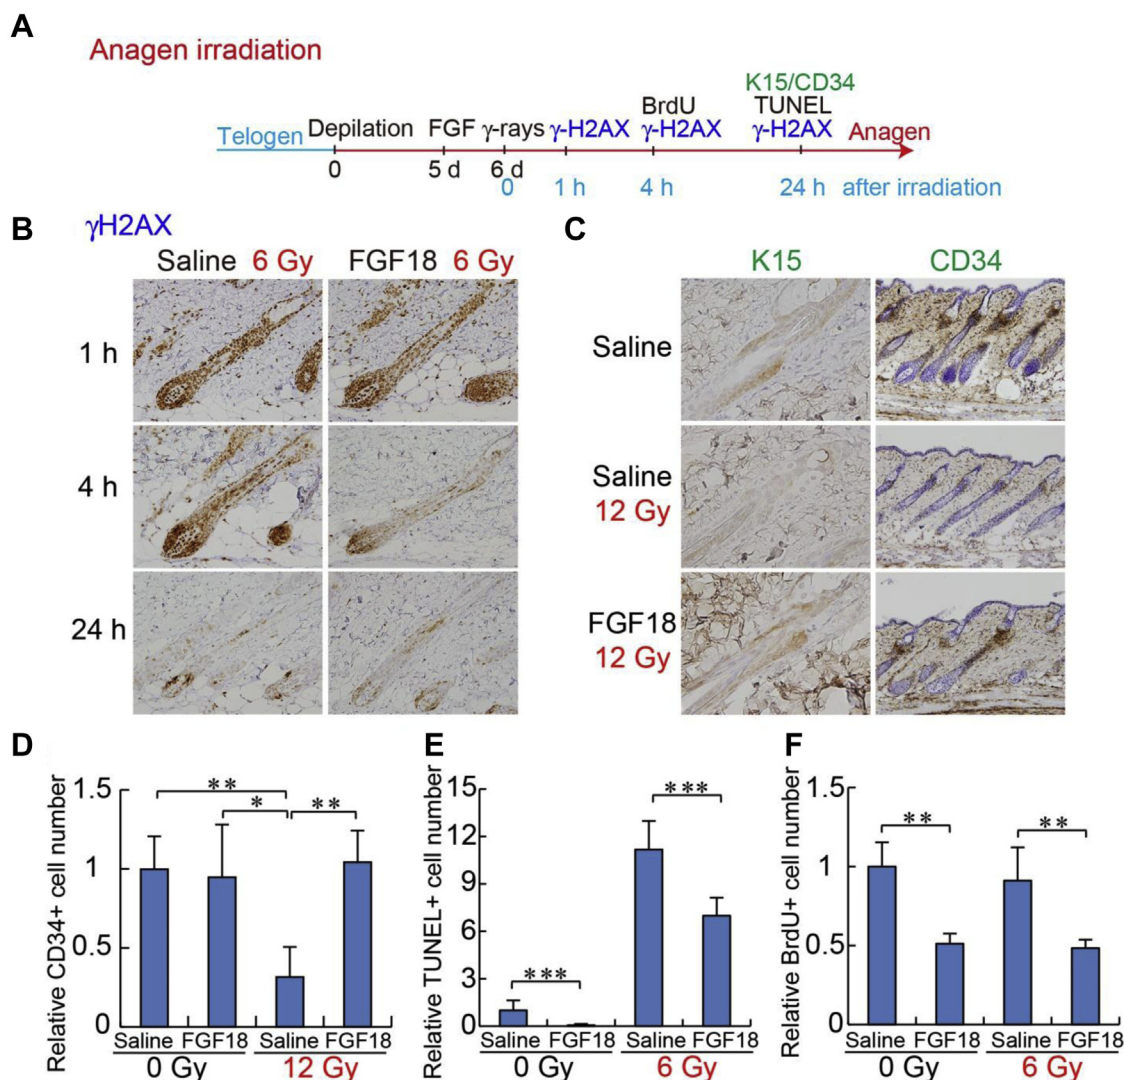 A
Anagen irradiation
K15/CD34
BrdU TUNEL
Telogen Depilation FGF γ-rays γ-H2AX γ-H2AX γ-H2AX Anagen
0 5 d 6 d
0 1 h 4 h 24 h after irradiation
B γH2AX
Saline 6 Gy FGF18 6 Gy
1 h
4 h
24 h
C
K15 CD34
Saline
Saline
12 Gy
FGF18
12 Gy
D
Relative CD34+ cell number
1.5
1
0.5
0
** * **
Saline FGF18 Saline FGF18
0 Gy 12 Gy
E
Relative TUNEL+ cell number
15
12
9
6
3
0
***
***
Saline FGF18 Saline FGF18
0 Gy 6 Gy
F
Relative BrdU+ cell number
1.5
1
0.5
0
** **
Saline FGF18 Saline FGF18
0 Gy 6 Gy